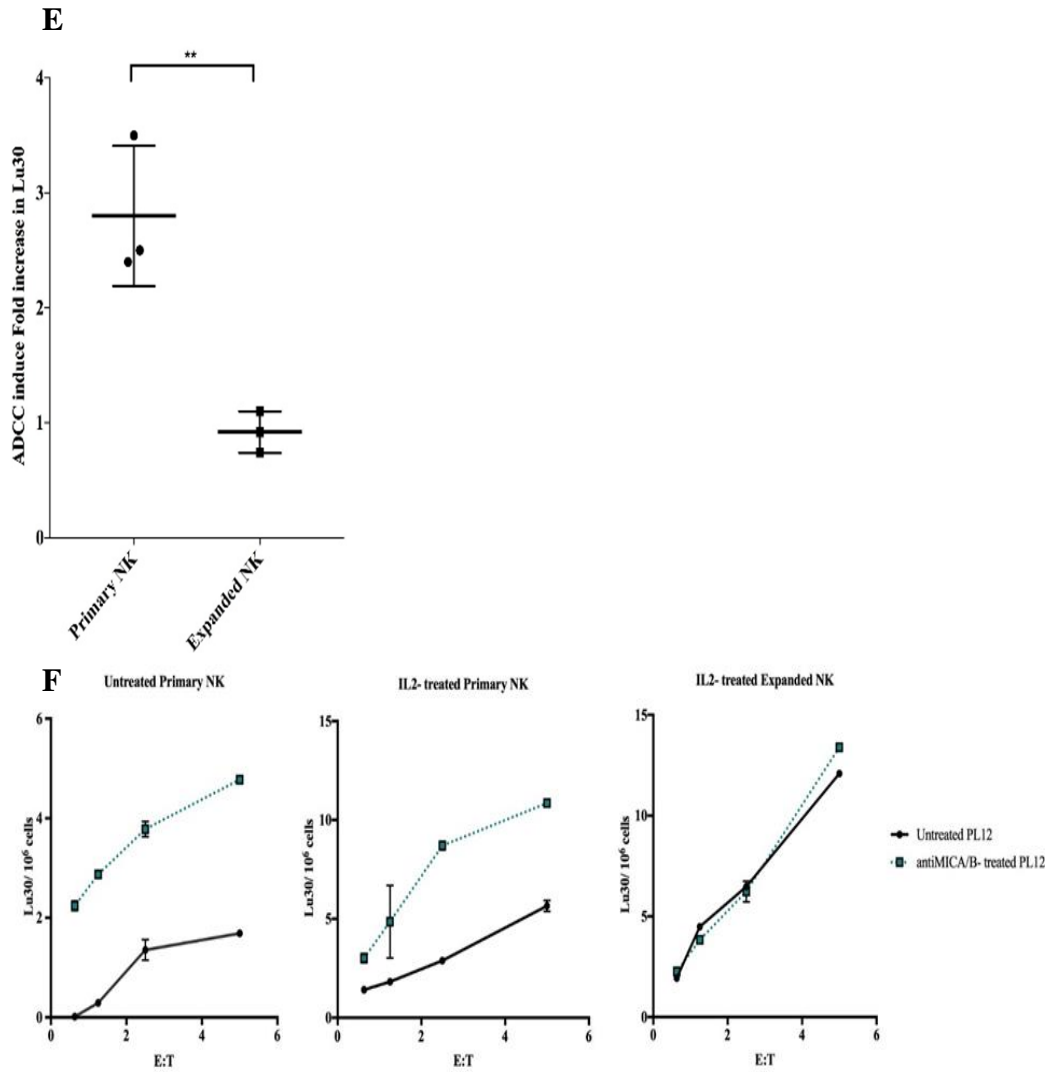 E
**
ADCC induce Fold increase in Lu30
4
3
2
1
0
Primary NK
Expanded NK
F
Untreated Primary NK
Lu30/ 10⁶ cells
6
4
2
0
0 2 4 6
E:T
IL2- treated Primary NK
Lu30/ 10⁶ cells
15
10
5
0
0 2 4 6
E:T
IL2- treated Expanded NK
Lu30/ 10⁶ cells
15
10
5
0
0 2 4 6
E:T
Untreated PL12
antiMICA/B- treated PL12